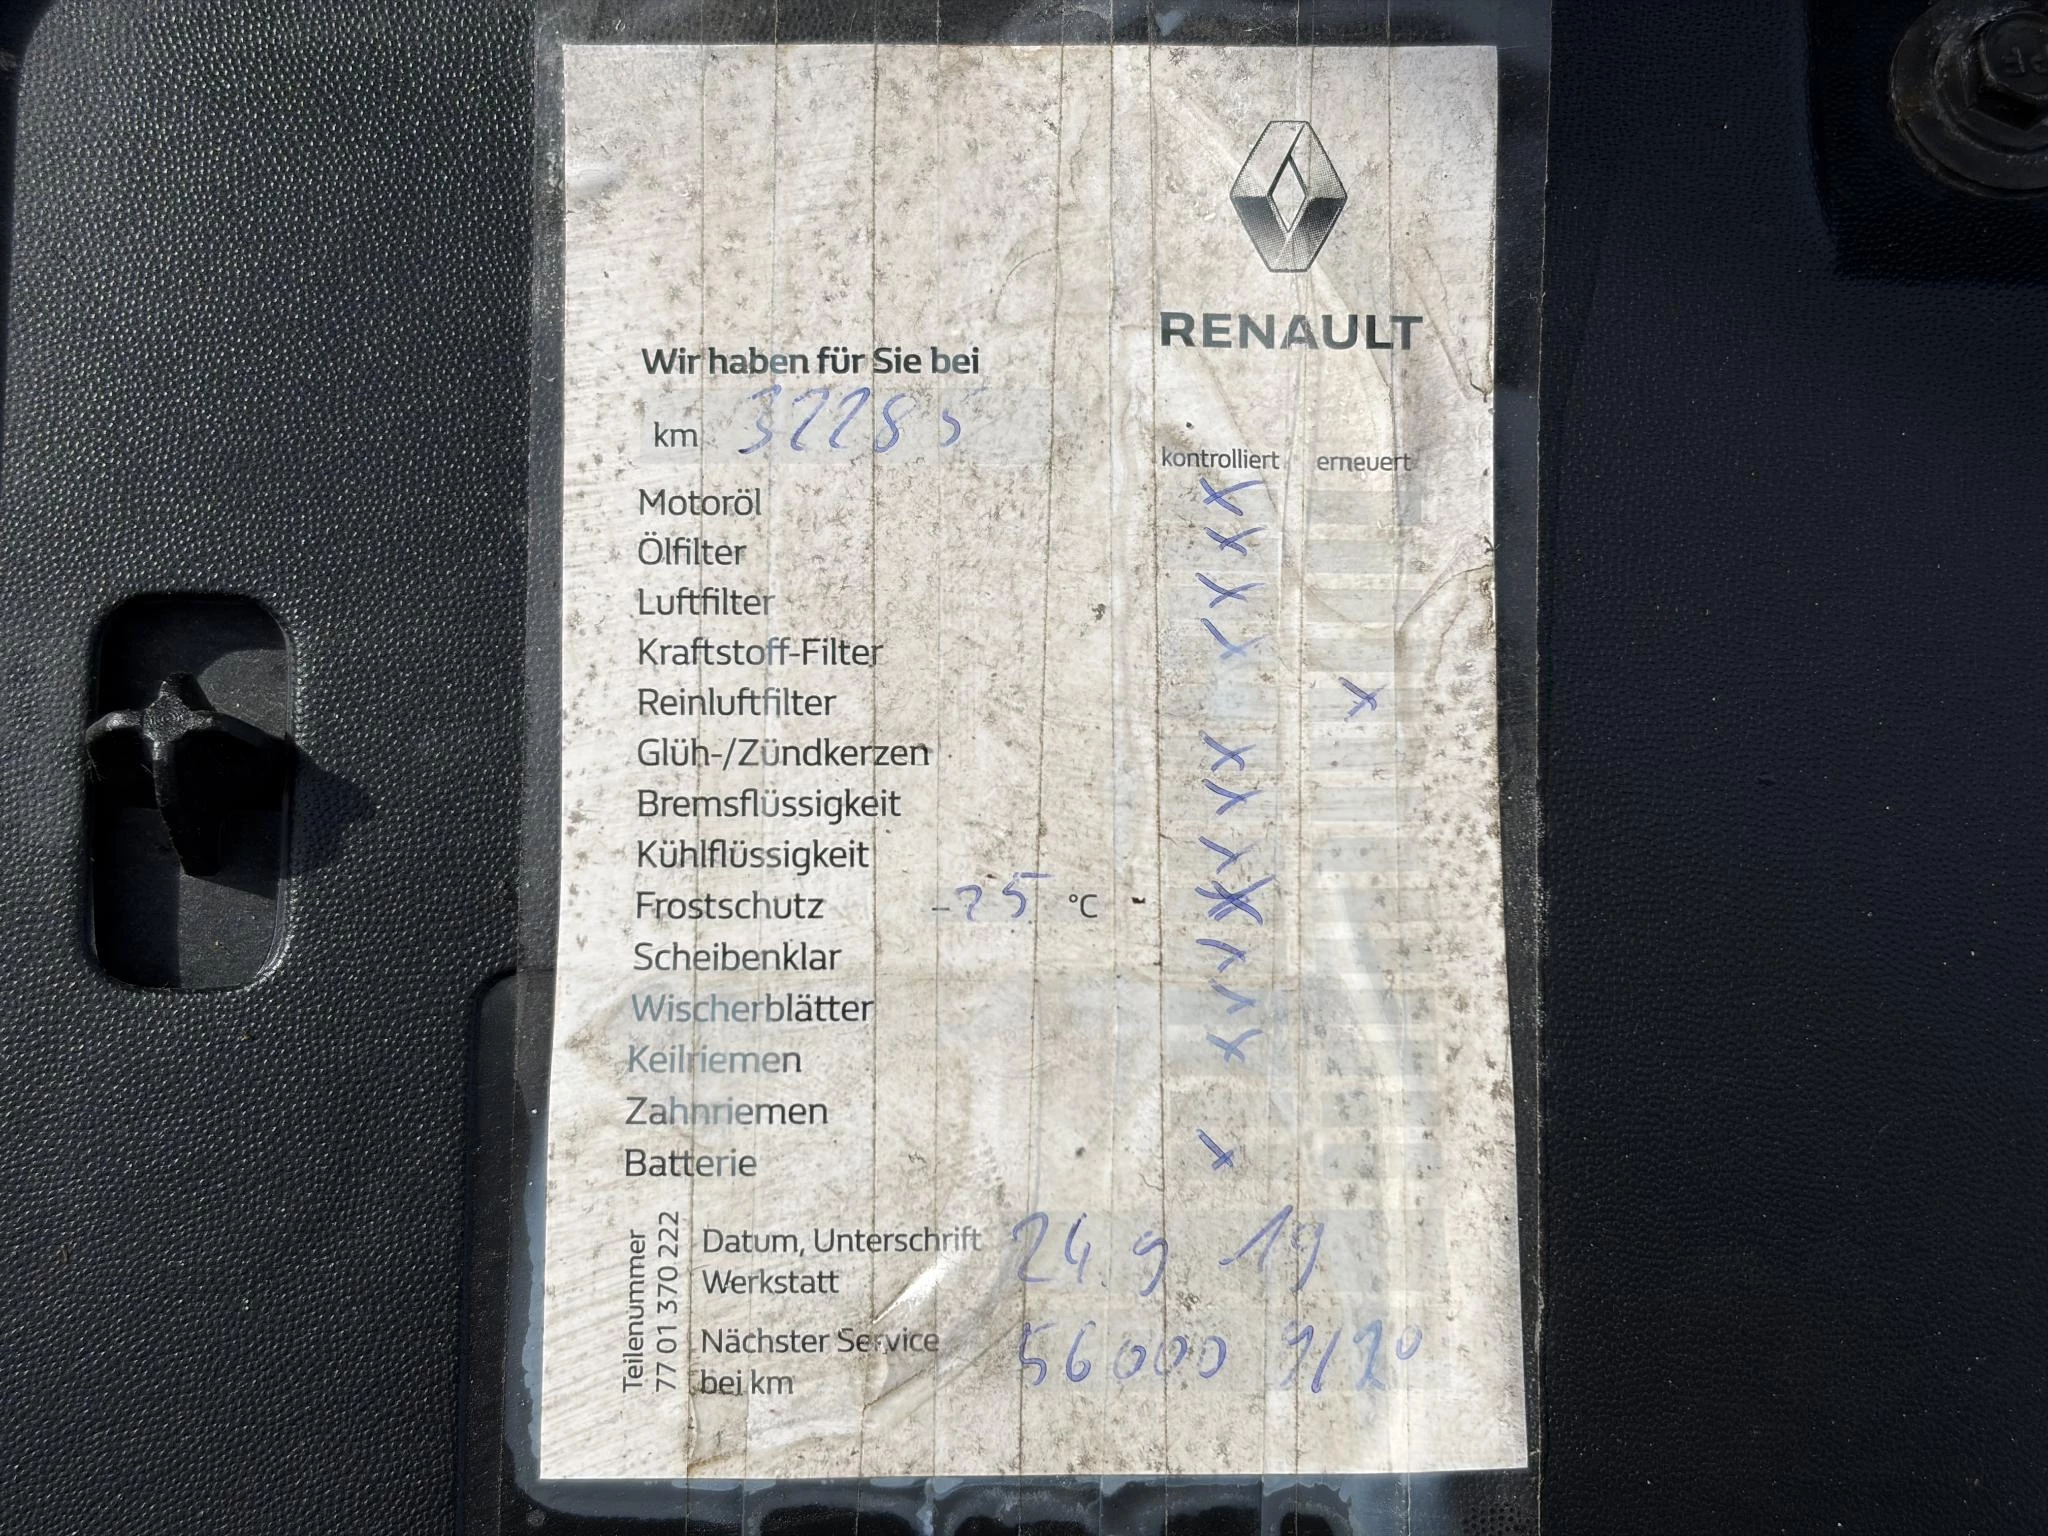 RENAULT
Wir haben für Sie bei
km 32285
kontrolliert erneuert
Motoröl x
Ölfilter x
Luftfilter x
Kraftstoff-Filter x
Reinluftfilter x
Glüh-/Zündkerzen x
Bremsflüssigkeit x
Kühlflüssigkeit x
Frostschutz -25 °C x
Scheibenklar x
Wischerblätter x
Keilriemen x
Zahnriemen
Batterie x
Datum, Unterschrift 24. 9 19
Werkstatt
Nächster Service 56000 9/20
bei km
Teilenummer
77 01 370 222